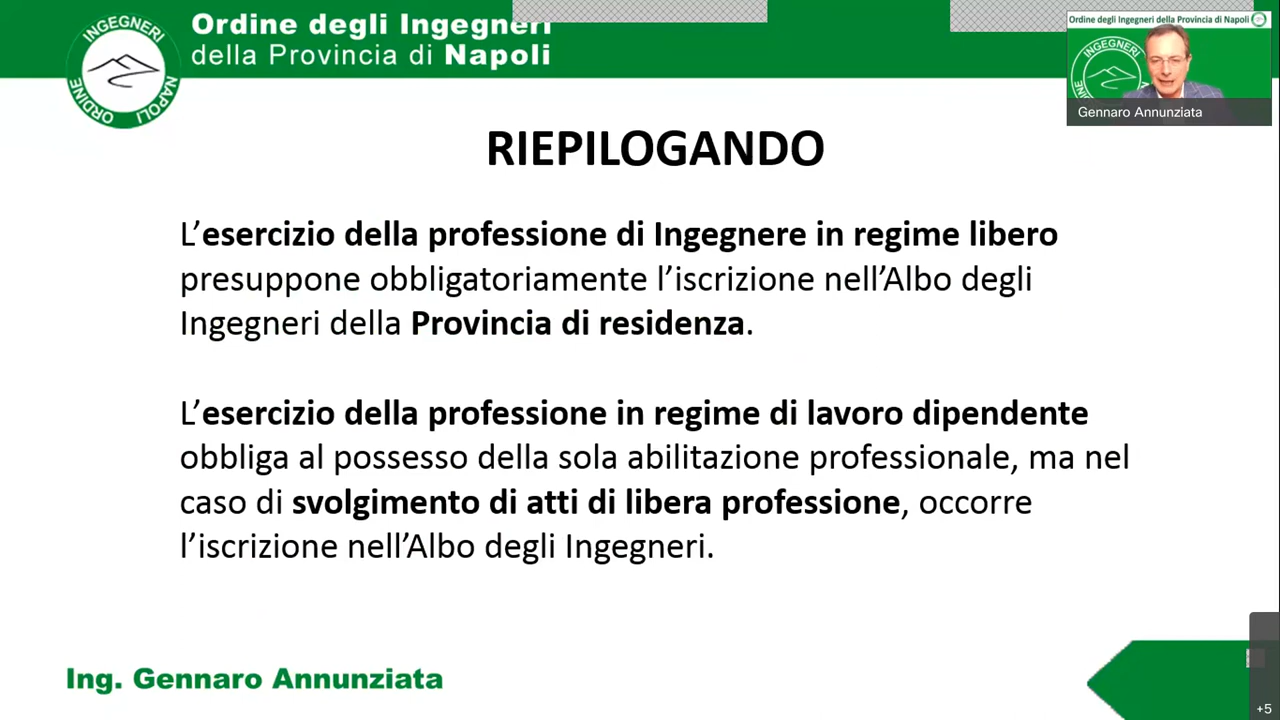 Ordine degli Ingegneri
della Provincia di Napoli
INGEGNERI
ORDINE
NAPOLI
Ordine degli Ingegneri della Provincia di Napoli
INGEGNERI
Gennaro Annunziata
RIEPILOGANDO
L’esercizio della professione di Ingegnere in regime libero
presuppone obbligatoriamente l’iscrizione nell’Albo degli
Ingegneri della Provincia di residenza.
L’esercizio della professione in regime di lavoro dipendente
obbliga al possesso della sola abilitazione professionale, ma nel
caso di svolgimento di atti di libera professione, occorre
l’iscrizione nell’Albo degli Ingegneri.
Ing. Gennaro Annunziata
+5